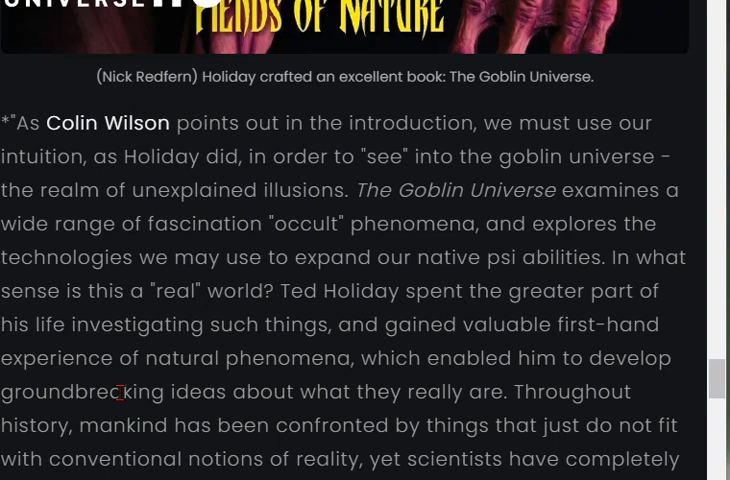 UNIVERSE
FIENDS OF NATURE
(Nick Redfern) Holiday crafted an excellent book: The Goblin Universe.
*"As Colin Wilson points out in the introduction, we must use our
intuition, as Holiday did, in order to "see" into the goblin universe -
the realm of unexplained illusions. The Goblin Universe examines a
wide range of fascination "occult" phenomena, and explores the
technologies we may use to expand our native psi abilities. In what
sense is this a "real" world? Ted Holiday spent the greater part of
his life investigating such things, and gained valuable first-hand
experience of natural phenomena, which enabled him to develop
groundbreaking ideas about what they really are. Throughout
history, mankind has been confronted by things that just do not fit
with conventional notions of reality, yet scientists have completely